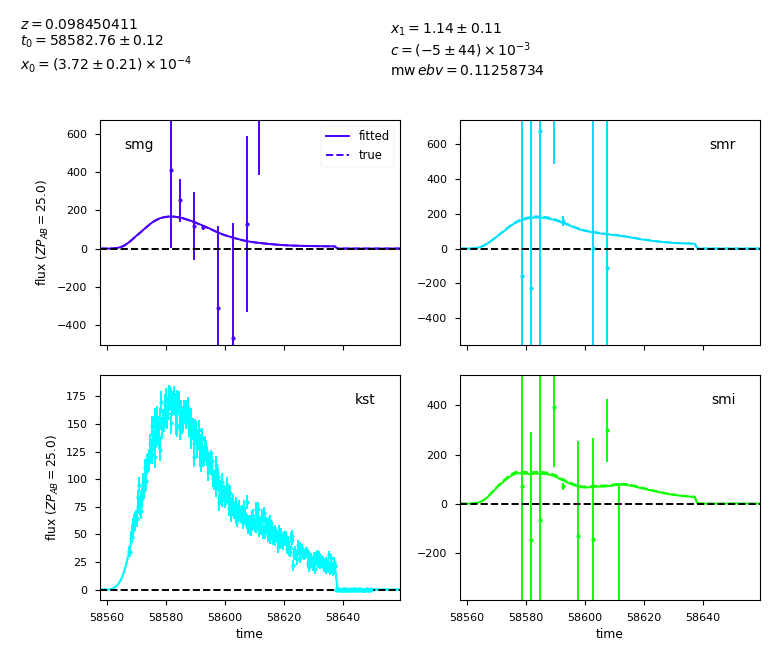 z = 0.098450411
t₀ = 58582.76 ± 0.12
x₀ = (3.72 ± 0.21) × 10⁻⁴
x₁ = 1.14 ± 0.11
c = (−5 ± 44) × 10⁻³
mw ebv = 0.11258734
smg
fitted
true
600
400
200
0
−200
−400
flux (ZP_AB = 25.0)
smr
600
400
200
0
−200
−400
kst
175
150
125
100
75
50
25
0
flux (ZP_AB = 25.0)
58560 58580 58600 58620 58640
time
smi
400
200
0
−200
58560 58580 58600 58620 58640
time